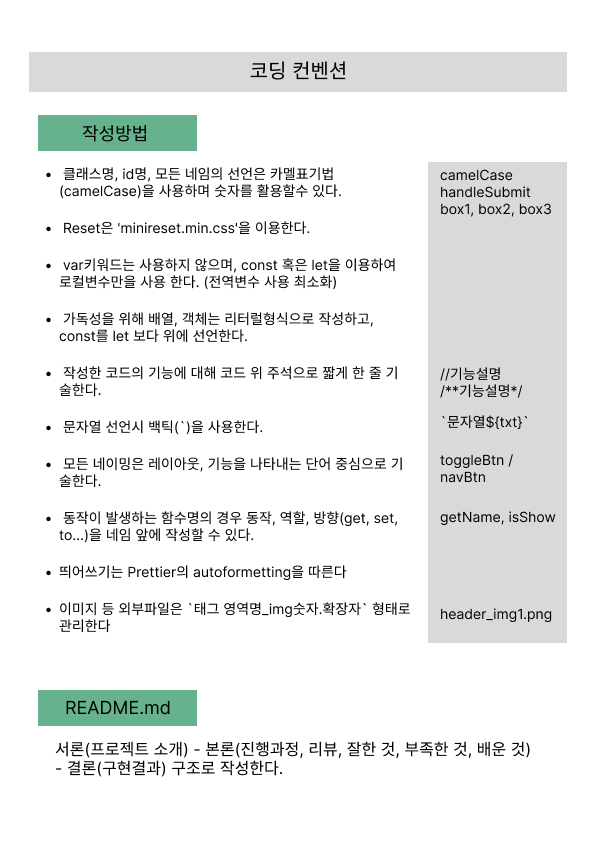 코딩 컨벤션
작성방법
• 클래스명, id명, 모든 네임의 선언은 카멜표기법
(camelCase)을 사용하며 숫자를 활용할수 있다.
camelCase
handleSubmit
box1, box2, box3
• Reset은 'minireset.min.css'을 이용한다.
• var키워드는 사용하지 않으며, const 혹은 let을 이용하여
로컬변수만을 사용 한다. (전역변수 사용 최소화)
• 가독성을 위해 배열, 객체는 리터럴형식으로 작성하고,
const를 let 보다 위에 선언한다.
• 작성한 코드의 기능에 대해 코드 위 주석으로 짧게 한 줄 기
술한다.
//기능설명
/**기능설명*/
• 문자열 선언시 백틱(`)을 사용한다.
`문자열${txt}`
• 모든 네이밍은 레이아웃, 기능을 나타내는 단어 중심으로 기
술한다.
toggleBtn /
navBtn
• 동작이 발생하는 함수명의 경우 동작, 역할, 방향(get, set,
to...)을 네임 앞에 작성할 수 있다.
getName, isShow
• 띄어쓰기는 Prettier의 autoformetting을 따른다
• 이미지 등 외부파일은 `태그 영역명_img숫자.확장자` 형태로
관리한다
header_img1.png
README.md
서론(프로젝트 소개) - 본론(진행과정, 리뷰, 잘한 것, 부족한 것, 배운 것)
- 결론(구현결과) 구조로 작성한다.